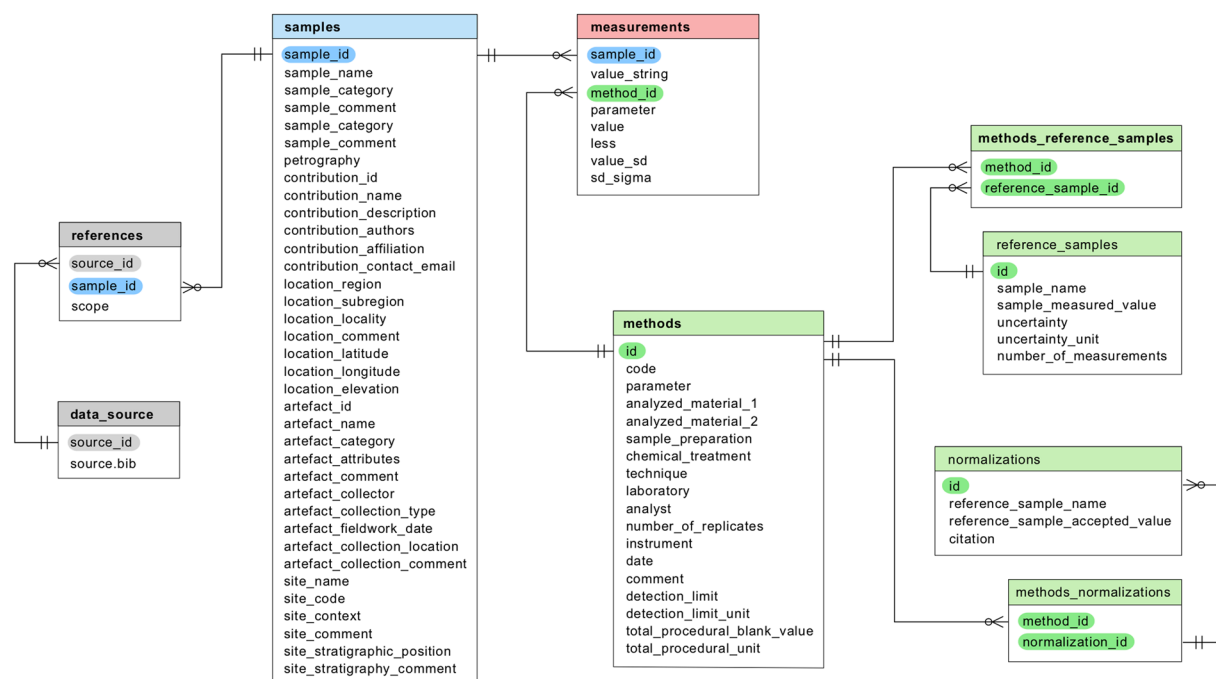 samples
sample_id
sample_name
sample_category
sample_comment
sample_category
sample_comment
petrography
contribution_id
contribution_name
contribution_description
contribution_authors
contribution_affiliation
contribution_contact_email
location_region
location_subregion
location_locality
location_comment
location_latitude
location_longitude
location_elevation
artefact_id
artefact_name
artefact_category
artefact_attributes
artefact_comment
artefact_collector
artefact_collection_type
artefact_fieldwork_date
artefact_collection_location
artefact_collection_comment
site_name
site_code
site_context
site_comment
site_stratigraphic_position
site_stratigraphy_comment
measurements
sample_id
value_string
method_id
parameter
value
less
value_sd
sd_sigma
references
source_id
sample_id
scope
data_source
source_id
source.bib
methods
id
code
parameter
analyzed_material_1
analyzed_material_2
sample_preparation
chemical_treatment
technique
laboratory
analyst
number_of_replicates
instrument
date
comment
detection_limit
detection_limit_unit
total_procedural_blank_value
total_procedural_unit
methods_reference_samples
method_id
reference_sample_id
reference_samples
id
sample_name
sample_measured_value
uncertainty
uncertainty_unit
number_of_measurements
normalizations
id
reference_sample_name
reference_sample_accepted_value
citation
methods_normalizations
method_id
normalization_id